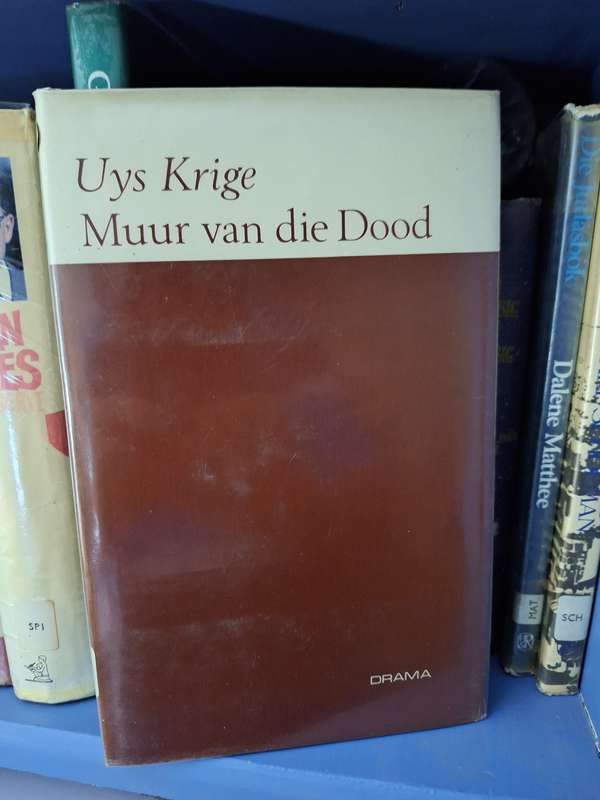 Uys Krige
Muur van die Dood
DRAMA
SPI
Dalene Matthee
MAT
SCH